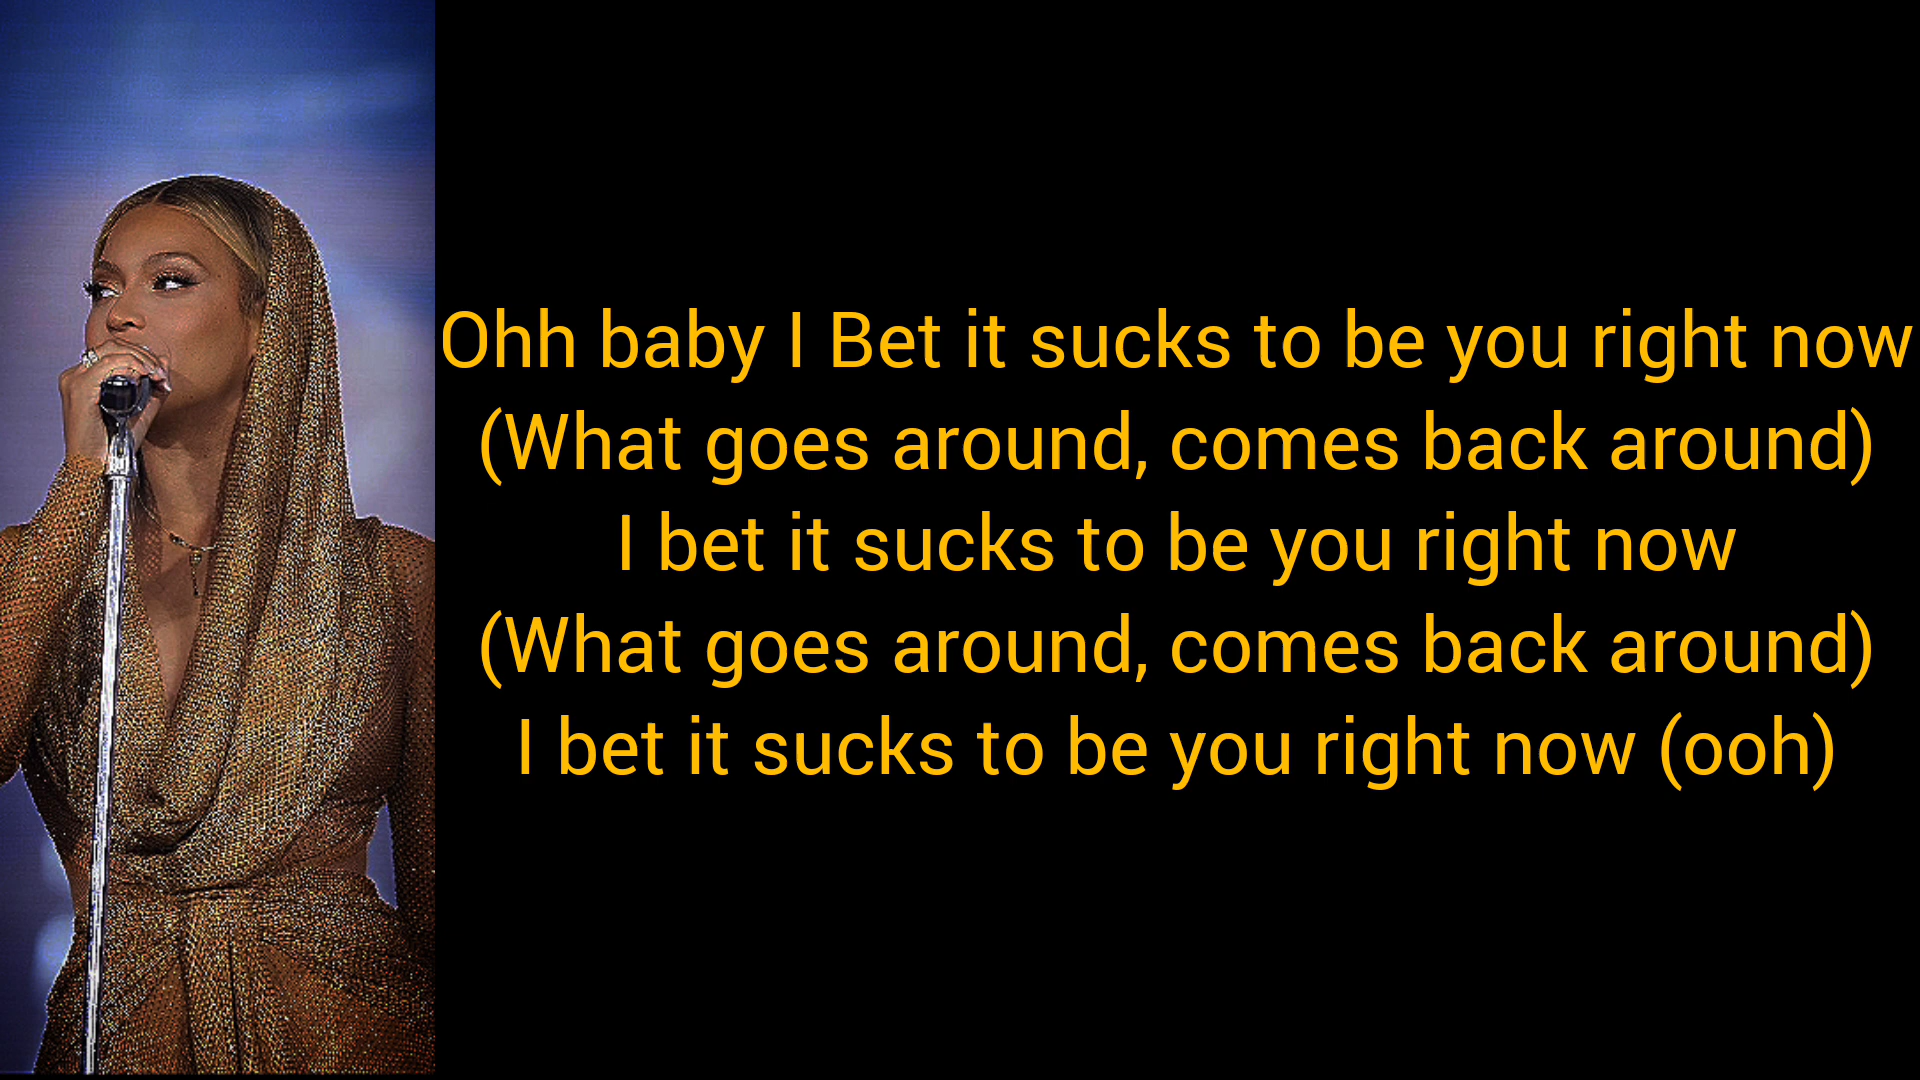 Ohh baby I Bet it sucks to be you right now
(What goes around, comes back around)
I bet it sucks to be you right now
(What goes around, comes back around)
I bet it sucks to be you right now (ooh)